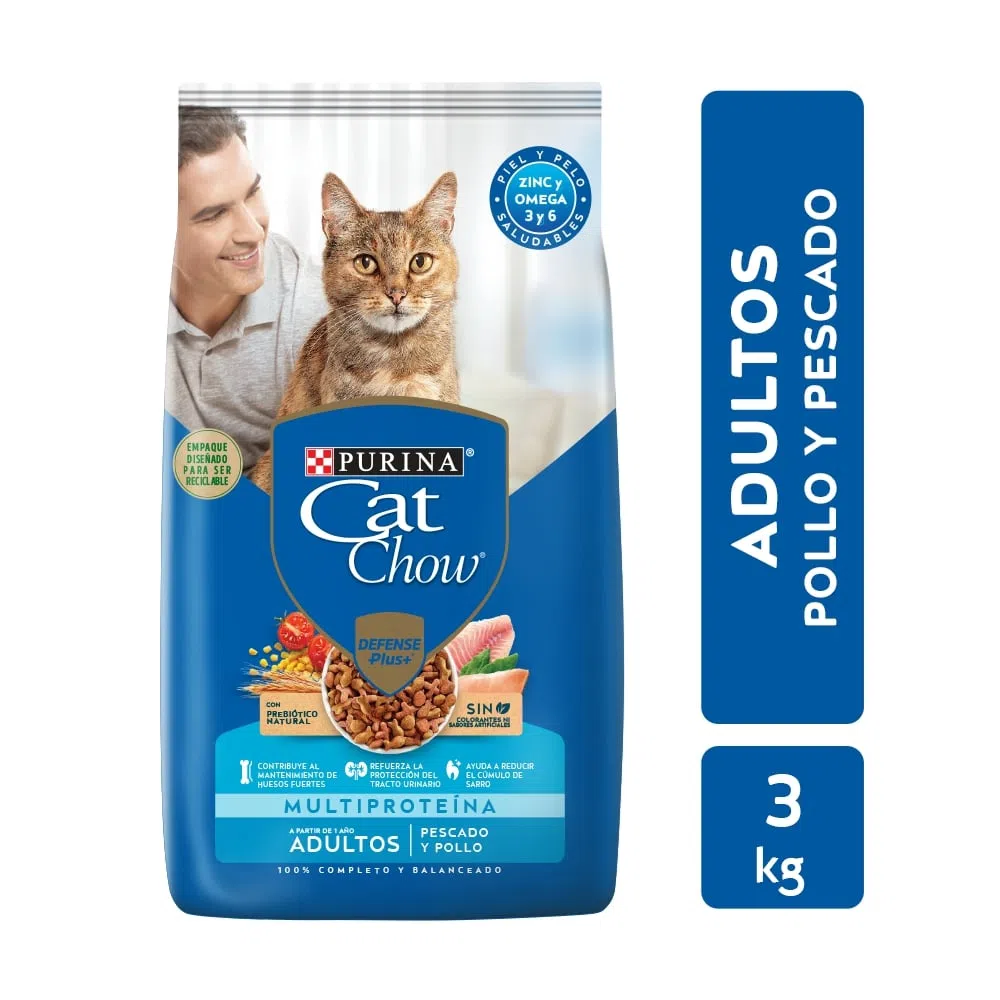 PIEL Y PELO
ZINC y
OMEGA
3 y 6
SALUDABLES
EMPAQUE
DISEÑADO
PARA SER
RECICLABLE
PURINA®
Cat
Chow®
DEFENSE
Plus+
CON
PREBIÓTICO
NATURAL
SIN
COLORANTES NI
SABORES ARTIFICIALES
CONTRIBUYE AL
MANTENIMIENTO DE
HUESOS FUERTES
REFUERZA LA
PROTECCIÓN DEL
TRACTO URINARIO
AYUDA A REDUCIR
EL CÚMULO DE
SARRO
MULTIPROTEÍNA
A PARTIR DE 1 AÑO
ADULTOS
PESCADO
Y POLLO
100% COMPLETO Y BALANCEADO
ADULTOS
POLLO Y PESCADO
3
kg